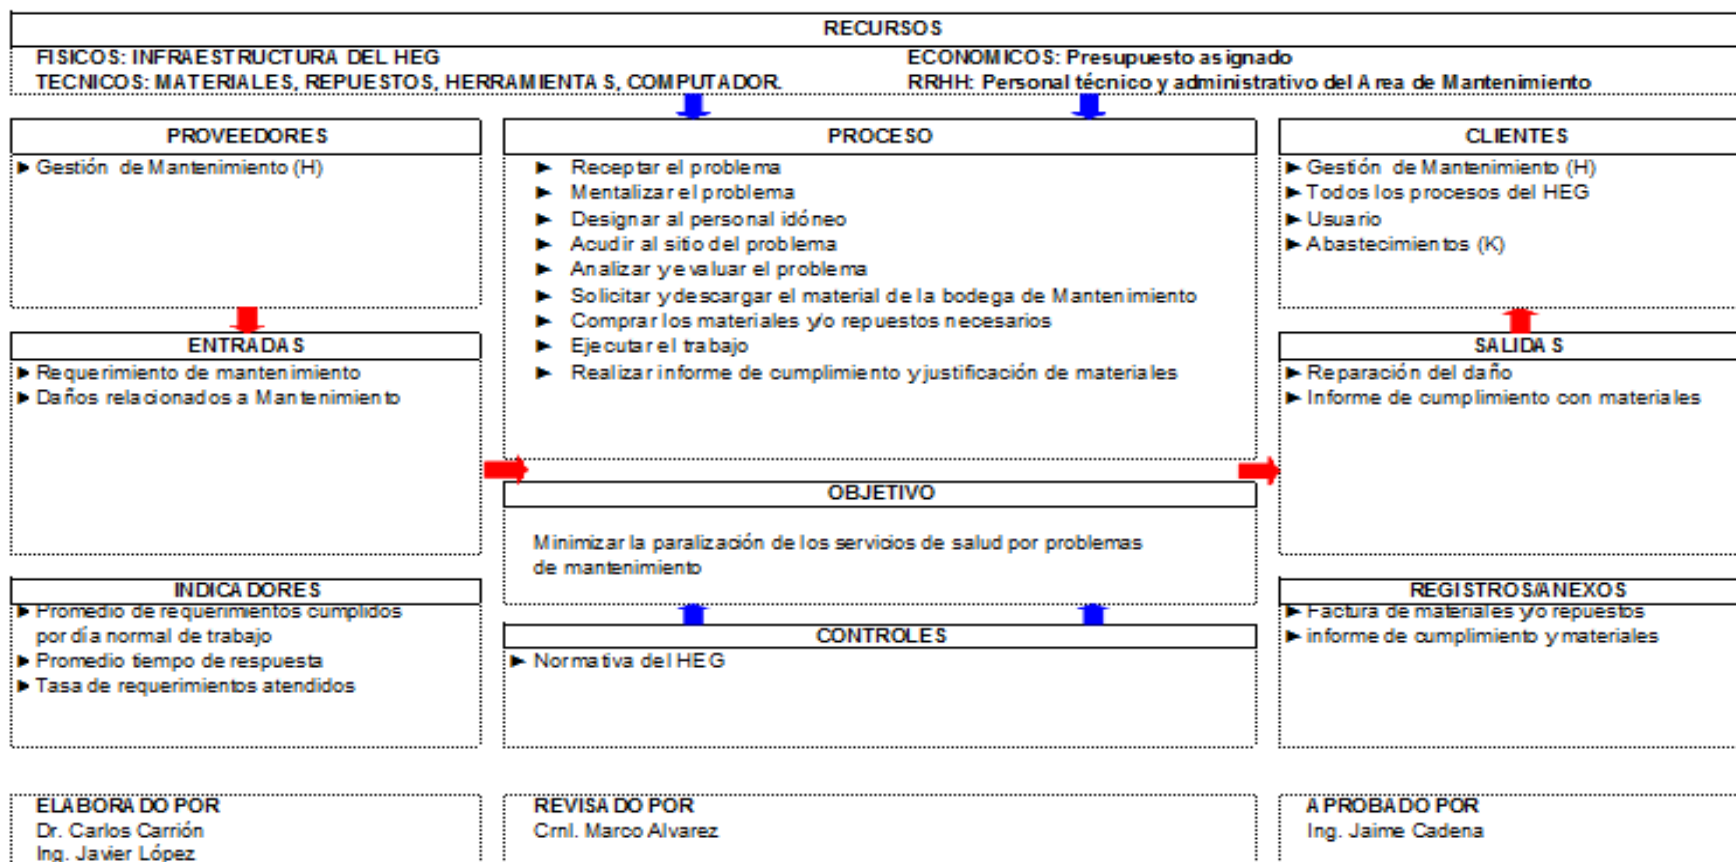 RECURSOS
FISICOS: INFRAESTRUCTURA DEL HEG
ECONOMICOS: Presupuesto asignado
TECNICOS: MATERIALES, REPUESTOS, HERRAMIENTAS, COMPUTADOR.
RRHH: Personal técnico y administrativo del Area de Mantenimiento
PROVEEDORES
► Gestión de Mantenimiento (H)
ENTRADAS
► Requerimiento de mantenimiento
► Daños relacionados a Mantenimiento
INDICADORES
► Promedio de requerimientos cumplidos
por día normal de trabajo
► Promedio tiempo de respuesta
► Tasa de requerimientos atendidos
PROCESO
► Receptar el problema
► Mentalizar el problema
► Designar al personal idóneo
► Acudir al sitio del problema
► Analizar y evaluar el problema
► Solicitar y descargar el material de la bodega de Mantenimiento
► Comprar los materiales y/o repuestos necesarios
► Ejecutar el trabajo
► Realizar informe de cumplimiento y justificación de materiales
OBJETIVO
Minimizar la paralización de los servicios de salud por problemas
de mantenimiento
CONTROLES
► Normativa del HEG
CLIENTES
► Gestión de Mantenimiento (H)
► Todos los procesos del HEG
► Usuario
► Abastecimientos (K)
SALIDAS
► Reparación del daño
► Informe de cumplimiento con materiales
REGISTROS/ANEXOS
► Factura de materiales y/o repuestos
► informe de cumplimiento y materiales
ELABORADO POR
Dr. Carlos Carrión
Ing. Javier López
REVISADO POR
Crnl. Marco Alvarez
APROBADO POR
Ing. Jaime Cadena